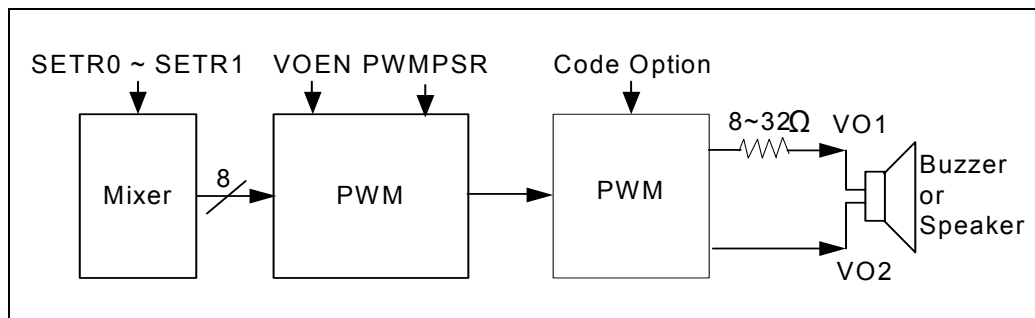 SETR0 ~ SETR1
VOEN PWMPSR
Code Option
Mixer
8
PWM
PWM
8~32Ω
VO1
VO2
Buzzer
or
Speaker